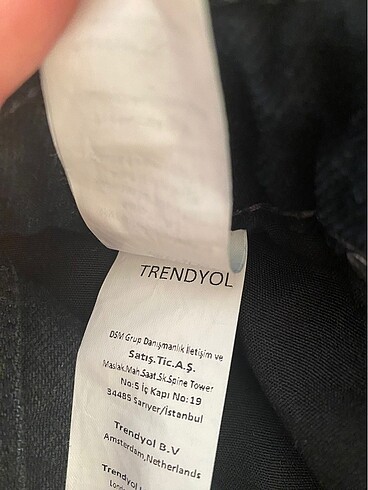 TRENDYOL
DSM Grup Danışmanlık İletişim ve
Satış.Tic.A.Ş.
Maslak.Mah.Saat.Sk.Spine Tower
No:5 İç Kapı No:19
34485 Sarıyer/İstanbul
Trendyol B.V
Amsterdam,Netherlands
Trendyol